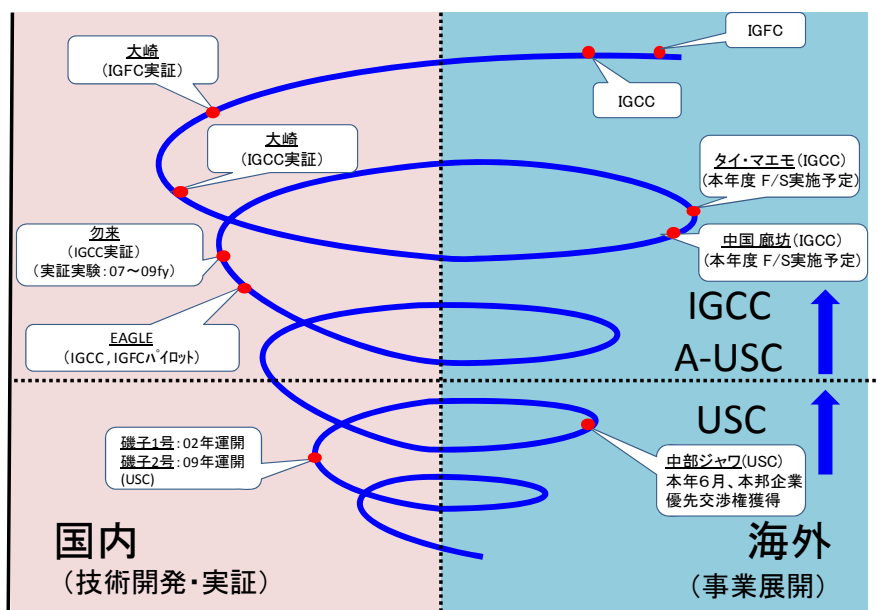 IGFC
大崎
(IGFC実証)
IGCC
大崎
(IGCC実証)
タイ・マエモ(IGCC)
(本年度 F/S実施予定)
勿来
(IGCC実証)
(実証実験：07～09fy)
中国 廊坊(IGCC)
(本年度 F/S実施予定)
EAGLE
(IGCC，IGFCﾊﾟｲﾛｯﾄ)
IGCC
A-USC
USC
磯子1号：02年運開
磯子2号：09年運開
(USC)
中部ジャワ(USC)
本年６月、本邦企業
優先交渉権獲得
国内
（技術開発・実証）
海外
（事業展開）